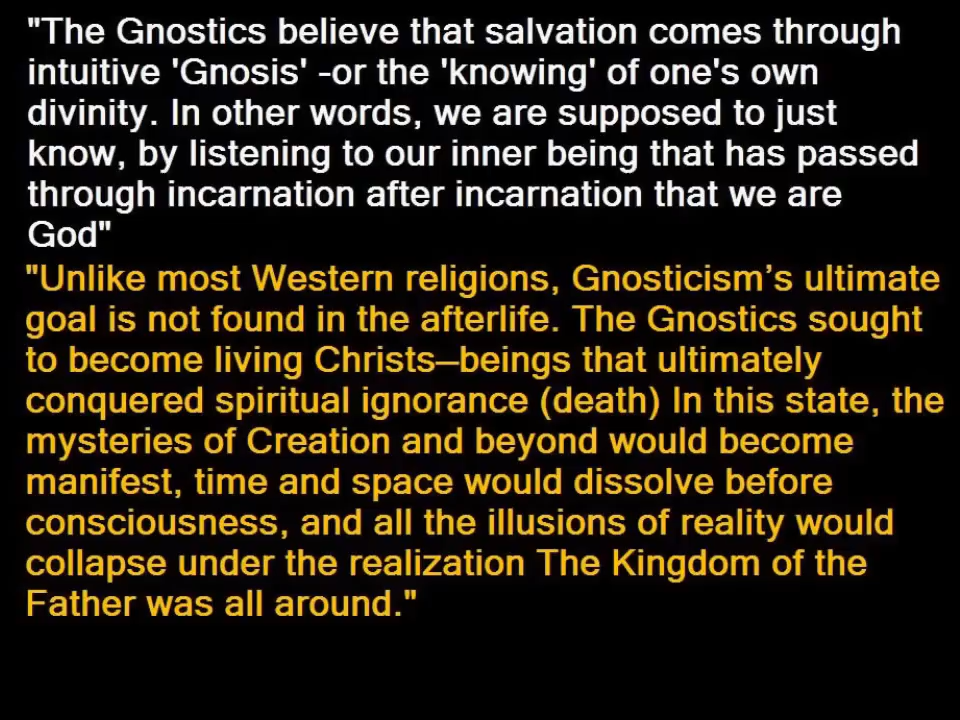 "The Gnostics believe that salvation comes through
intuitive 'Gnosis' -or the 'knowing' of one's own
divinity. In other words, we are supposed to just
know, by listening to our inner being that has passed
through incarnation after incarnation that we are
God"
"Unlike most Western religions, Gnosticism’s ultimate
goal is not found in the afterlife. The Gnostics sought
to become living Christs—beings that ultimately
conquered spiritual ignorance (death) In this state, the
mysteries of Creation and beyond would become
manifest, time and space would dissolve before
consciousness, and all the illusions of reality would
collapse under the realization The Kingdom of the
Father was all around."